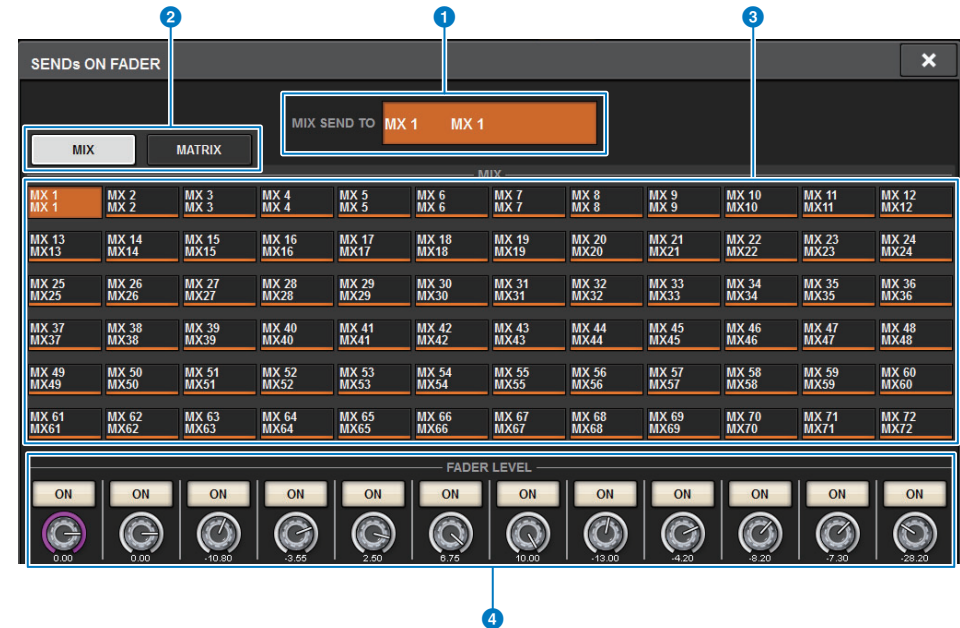 2 1 3
SENDs ON FADER ×
MIX SEND TO MX 1 MX 1
MIX MATRIX
MIX
MX 1 MX 2 MX 3 MX 4 MX 5 MX 6 MX 7 MX 8 MX 9 MX 10 MX 11 MX 12
MX 1 MX 2 MX 3 MX 4 MX 5 MX 6 MX 7 MX 8 MX 9 MX10 MX11 MX12
MX 13 MX 14 MX 15 MX 16 MX 17 MX 18 MX 19 MX 20 MX 21 MX 22 MX 23 MX 24
MX13 MX14 MX15 MX16 MX17 MX18 MX19 MX20 MX21 MX22 MX23 MX24
MX 25 MX 26 MX 27 MX 28 MX 29 MX 30 MX 31 MX 32 MX 33 MX 34 MX 35 MX 36
MX25 MX26 MX27 MX28 MX29 MX30 MX31 MX32 MX33 MX34 MX35 MX36
MX 37 MX 38 MX 39 MX 40 MX 41 MX 42 MX 43 MX 44 MX 45 MX 46 MX 47 MX 48
MX37 MX38 MX39 MX40 MX41 MX42 MX43 MX44 MX45 MX46 MX47 MX48
MX 49 MX 50 MX 51 MX 52 MX 53 MX 54 MX 55 MX 56 MX 57 MX 58 MX 59 MX 60
MX49 MX50 MX51 MX52 MX53 MX54 MX55 MX56 MX57 MX58 MX59 MX60
MX 61 MX 62 MX 63 MX 64 MX 65 MX 66 MX 67 MX 68 MX 69 MX 70 MX 71 MX 72
MX61 MX62 MX63 MX64 MX65 MX66 MX67 MX68 MX69 MX70 MX71 MX72
FADER LEVEL
ON ON ON ON ON ON ON ON ON ON ON ON
0.00 0.00 -10.80 -3.55 2.50 6.75 10.00 -13.00 -4.20 -8.20 -7.30 -28.20
4